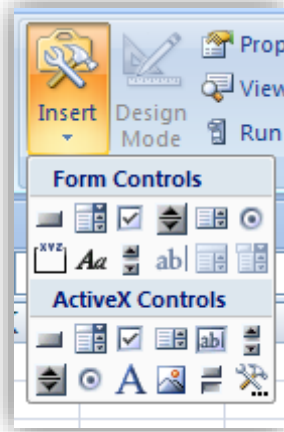 Prop
View
Insert Design
Mode
Run
Form Controls
XYZ
Aa ab
ActiveX Controls
abl
A